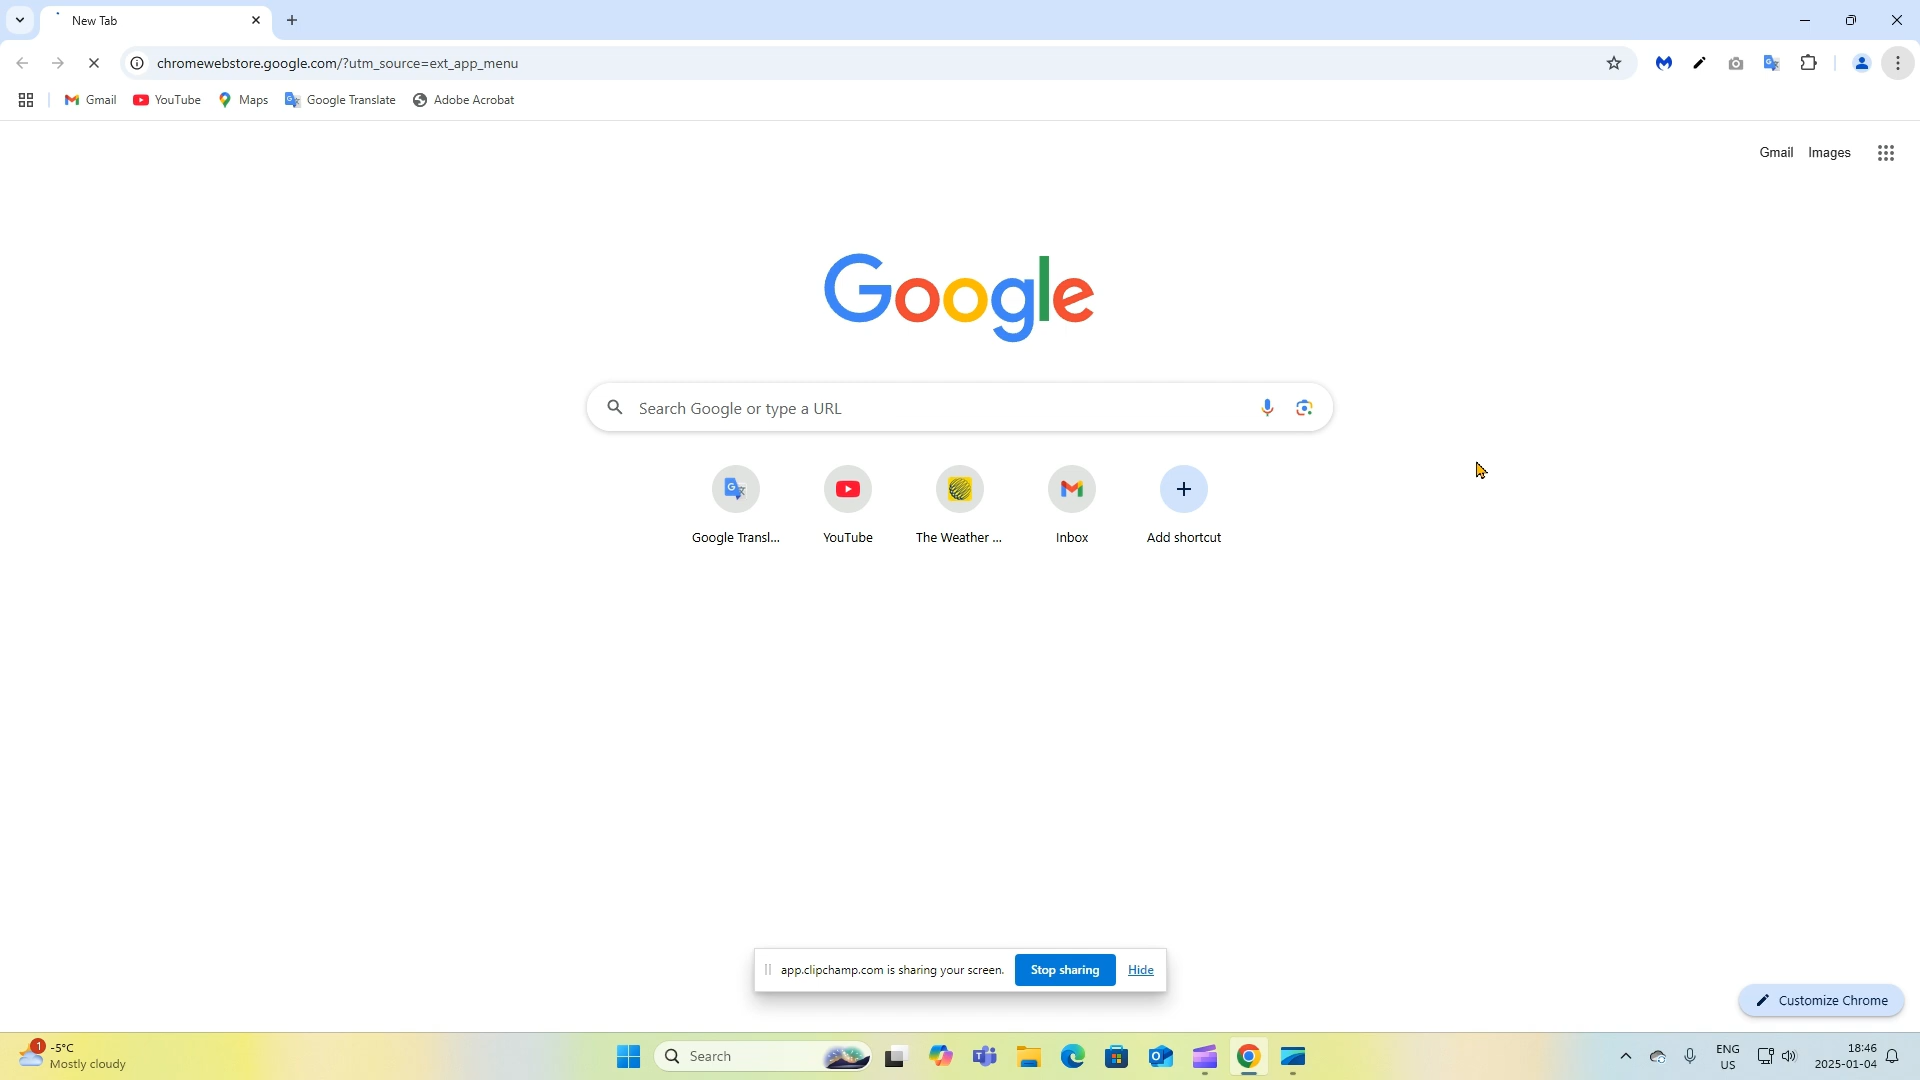 New Tab
chromewebstore.google.com/?utm_source=ext_app_menu
Gmail YouTube Maps Google Translate Adobe Acrobat
Gmail Images
Google
Search Google or type a URL
Google Transl... YouTube The Weather ... Inbox Add shortcut
app.clipchamp.com is sharing your screen. Stop sharing Hide
Customize Chrome
1 -5°C
Mostly cloudy
Search
ENG
US
18:46
2025-01-04